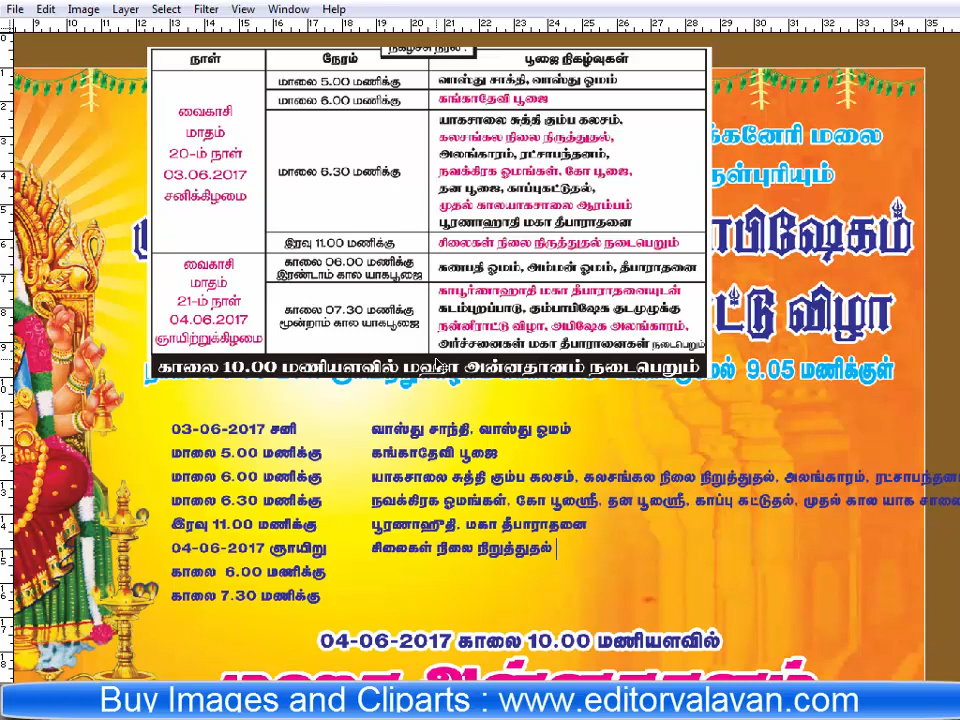 File Edit Image Layer Select Filter View Window Help
நிகழ்ச்சி நிரல் :
நாள் நேரம் பூஜை நிகழ்வுகள்
மாலை 5.00 மணிக்கு வாஸ்து சாக்தி, வாஸ்து ஓமம்
மாலை 6.00 மணிக்கு கங்காதேவி பூஜை
வைகாசி
மாதம்
20-ம் நாள்
03.06.2017
சனிக்கிழமை
மாலை 6.30 மணிக்கு
யாகசாலை சுத்தி கும்ப கலசம்,
கலசங்கல நிலை நிருத்துதல்,
அலங்காரம், ரட்சாபந்தனம்,
நவக்கிரக ஓமங்கள், கோ பூஜை,
தன பூஜை, காப்புகட்டுதல்,
முதல் காலயாகசாலை ஆரம்பம்
பூரணாஹாதி மகா தீபாராதனை
இரவு 11.00 மணிக்கு சிலைகள் நிலை நிருத்துதல் நடைபெறும்
வைகாசி
மாதம்
21-ம் நாள்
04.06.2017
ஞாயிற்றுக்கிழமை
காலை 06.00 மணிக்கு
இரண்டாம் கால யாகபூஜை
கணபதி ஓமம், அம்மன் ஓமம், தீபாராதனை
காலை 07.30 மணிக்கு
மூன்றாம் கால யாகபூஜை
காபூர்ணாஹாதி மகா தீபாராதனையுடன்
கடம்புறப்பாடு, கும்பாபிஷேக குடமுழுக்கு
நன்னீராட்டு விழா, அபிஷேக அலங்காரம்,
அர்ச்சனைகள் மகா தீபாரானைகள் நடைபெறும்
காலை 10.00 மணியளவில் மஹா அன்னதானம் நடைபெறும்
க்கனேரி மலை
நள்புரியும்
ாபிஷேகம்
ட்டு விழா
மேல் 9.05 மணிக்குள்
03-06-2017 சனி வாஸ்து சாந்தி, வாஸ்து ஓமம்
மாலை 5.00 மணிக்கு கங்காதேவி பூஜை
மாலை 6.00 மணிக்கு யாகசாலை சுத்தி கும்ப கலசம், கலசங்கல நிலை நிறுத்துதல், அலங்காரம், ரட்சாபந்தன
மாலை 6.30 மணிக்கு நவக்கிரக ஓமங்கள், கோ பூஸ்ரீ, தன பூஸ்ரீ, காப்பு கட்டுதல், முதல் கால யாக சாலை
இரவு 11.00 மணிக்கு பூரணாஹுதி, மகா தீபாராதனை
04-06-2017 ஞாயிறு சிலைகள் நிலை நிறுத்துதல்
காலை 6.00 மணிக்கு
காலை 7.30 மணிக்கு
04-06-2017 காலை 10.00 மணியளவில்
Buy Images and Cliparts : www.editorvalavan.com